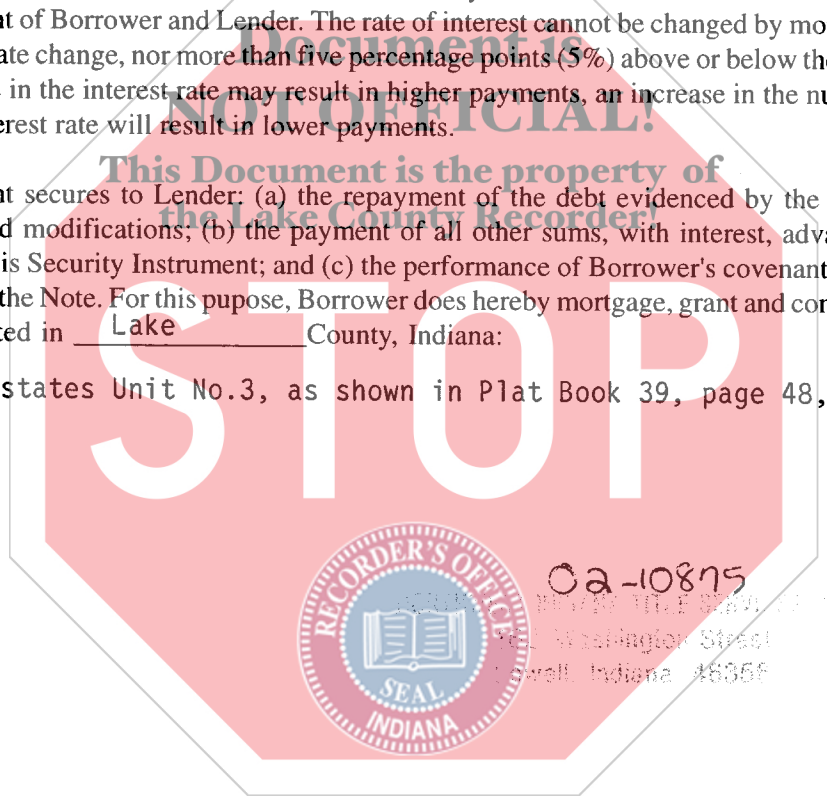 t of Borrower and Lender. The rate of interest cannot be changed by mo
Document is
ate change, nor more than five percentage points (5%) above or below th
in the interest rate may result in higher payments, an increase in the nu
NOT OFFICIAL!
erest rate will result in lower payments.
This Document is the property of
t secures to Lender: (a) the repayment of the debt evidenced by the
the Lake County Recorder!
d modifications; (b) the payment of all other sums, with interest, adva
is Security Instrument; and (c) the performance of Borrower's covenant
the Note. For this pupose, Borrower does hereby mortgage, grant and con
ted in Lake County, Indiana:
states Unit No.3, as shown in Plat Book 39, page 48,
STOP
RECORDER'S OFFICE
SEAL
INDIANA
02-10875
TITLE
Washington Street
Indiana